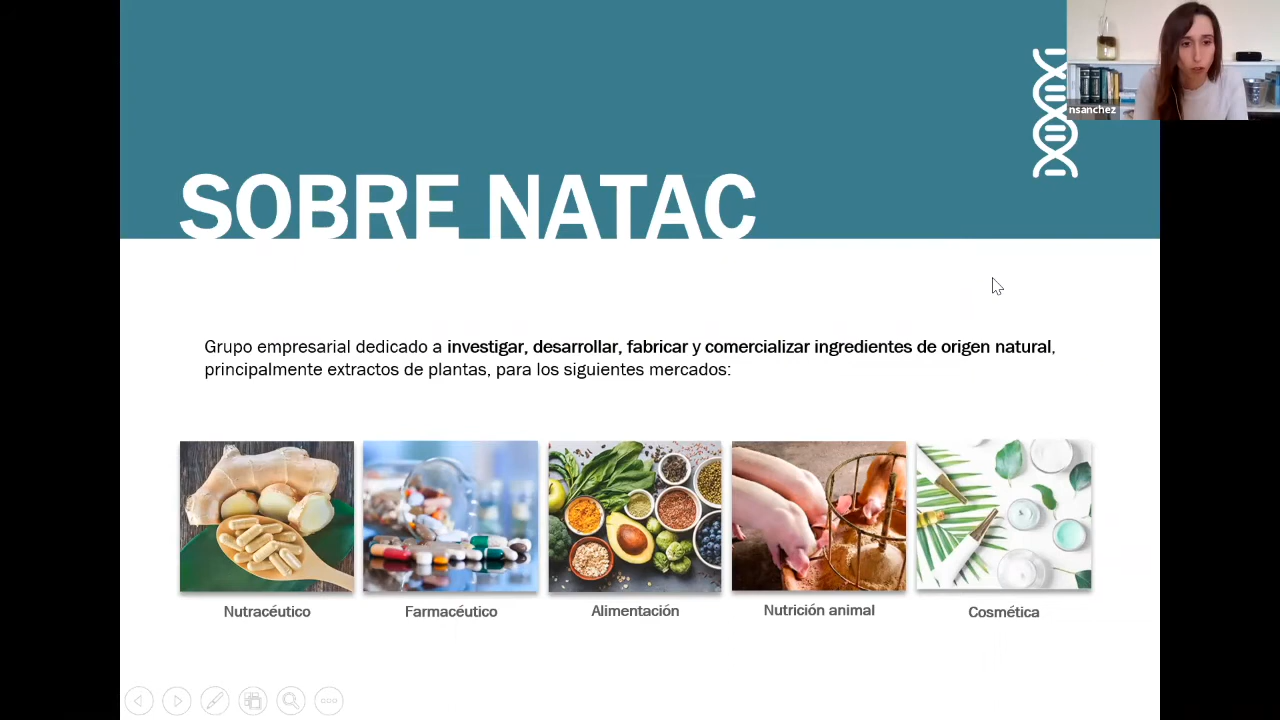 nsanchez
SOBRE NATAC
Grupo empresarial dedicado a investigar, desarrollar, fabricar y comercializar ingredientes de origen natural,
principalmente extractos de plantas, para los siguientes mercados:
Nutracéutico
Farmacéutico
Alimentación
Nutrición animal
Cosmética